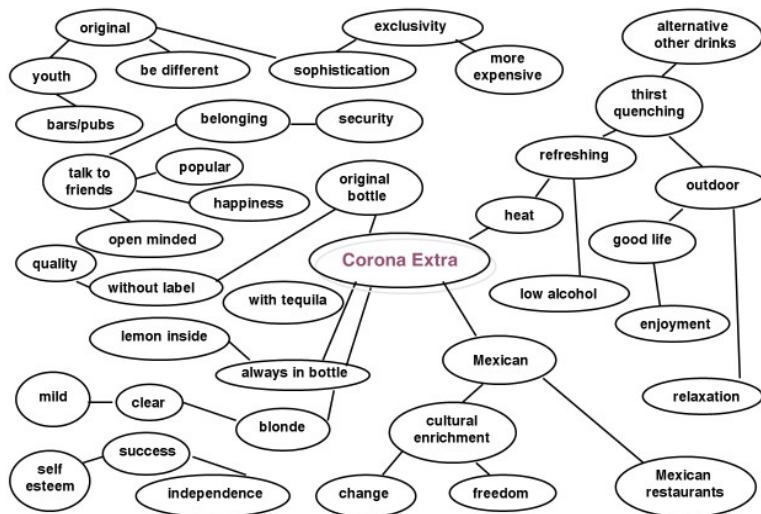 original
exclusivity
alternative
other drinks
youth
be different
sophistication
more
expensive
thirst
quenching
bars/pubs
belonging
security
refreshing
talk to
friends
popular
original
bottle
outdoor
happiness
heat
open minded
good life
quality
Corona Extra
without label
with tequila
low alcohol
enjoyment
lemon inside
always in bottle
Mexican
mild
clear
blonde
cultural
enrichment
relaxation
success
self
esteem
independence
change
freedom
Mexican
restaurants